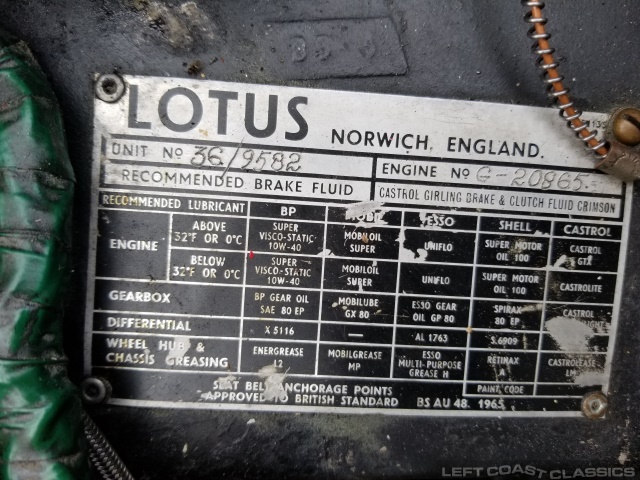 LOTUS NORWICH, ENGLAND.
UNIT Nº 36/9582
ENGINE Nº G-20865
RECOMMENDED BRAKE FLUID
CASTROL GIRLING BRAKE & CLUTCH FLUID CRIMSON
RECOMMENDED LUBRICANT BP MOBIL ESSO SHELL CASTROL
ENGINE
ABOVE 32°F OR 0°C
SUPER VISCO-STATIC 10W-40
MOBILOIL SUPER
UNIFLO
SUPER MOTOR OIL 100
CASTROL GTX
BELOW 32°F OR 0°C
SUPER VISCO-STATIC 10W-40
MOBILOIL SUPER
UNIFLO
SUPER MOTOR OIL 100
CASTROLITE
GEARBOX
BP GEAR OIL SAE 80 EP
MOBILUBE GX 80
ESSO GEAR OIL GP 80
SPIRAX 80 EP
CASTROL
DIFFERENTIAL X 5116 — AL 1763 S.6909
WHEEL HUB & CHASSIS GREASING
ENERGREASE L2
MOBILGREASE MP
ESSO MULTI-PURPOSE GREASE H
RETINAX A
CASTROLEASE LM
SEAT BELT ANCHORAGE POINTS
APPROVED TO BRITISH STANDARD BS AU 48. 1965
PAINT CODE
LEFT COAST CLASSICS